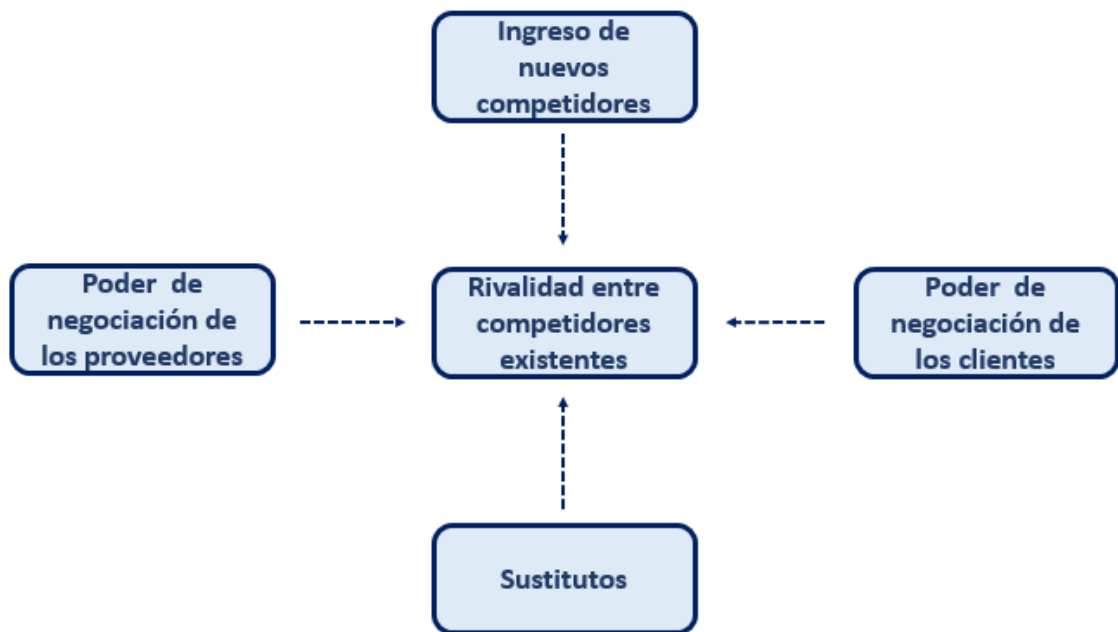 Ingreso de
nuevos
competidores
Poder  de
negociación de
los proveedores
Rivalidad entre
competidores
existentes
Poder  de
negociación de
los clientes
Sustitutos